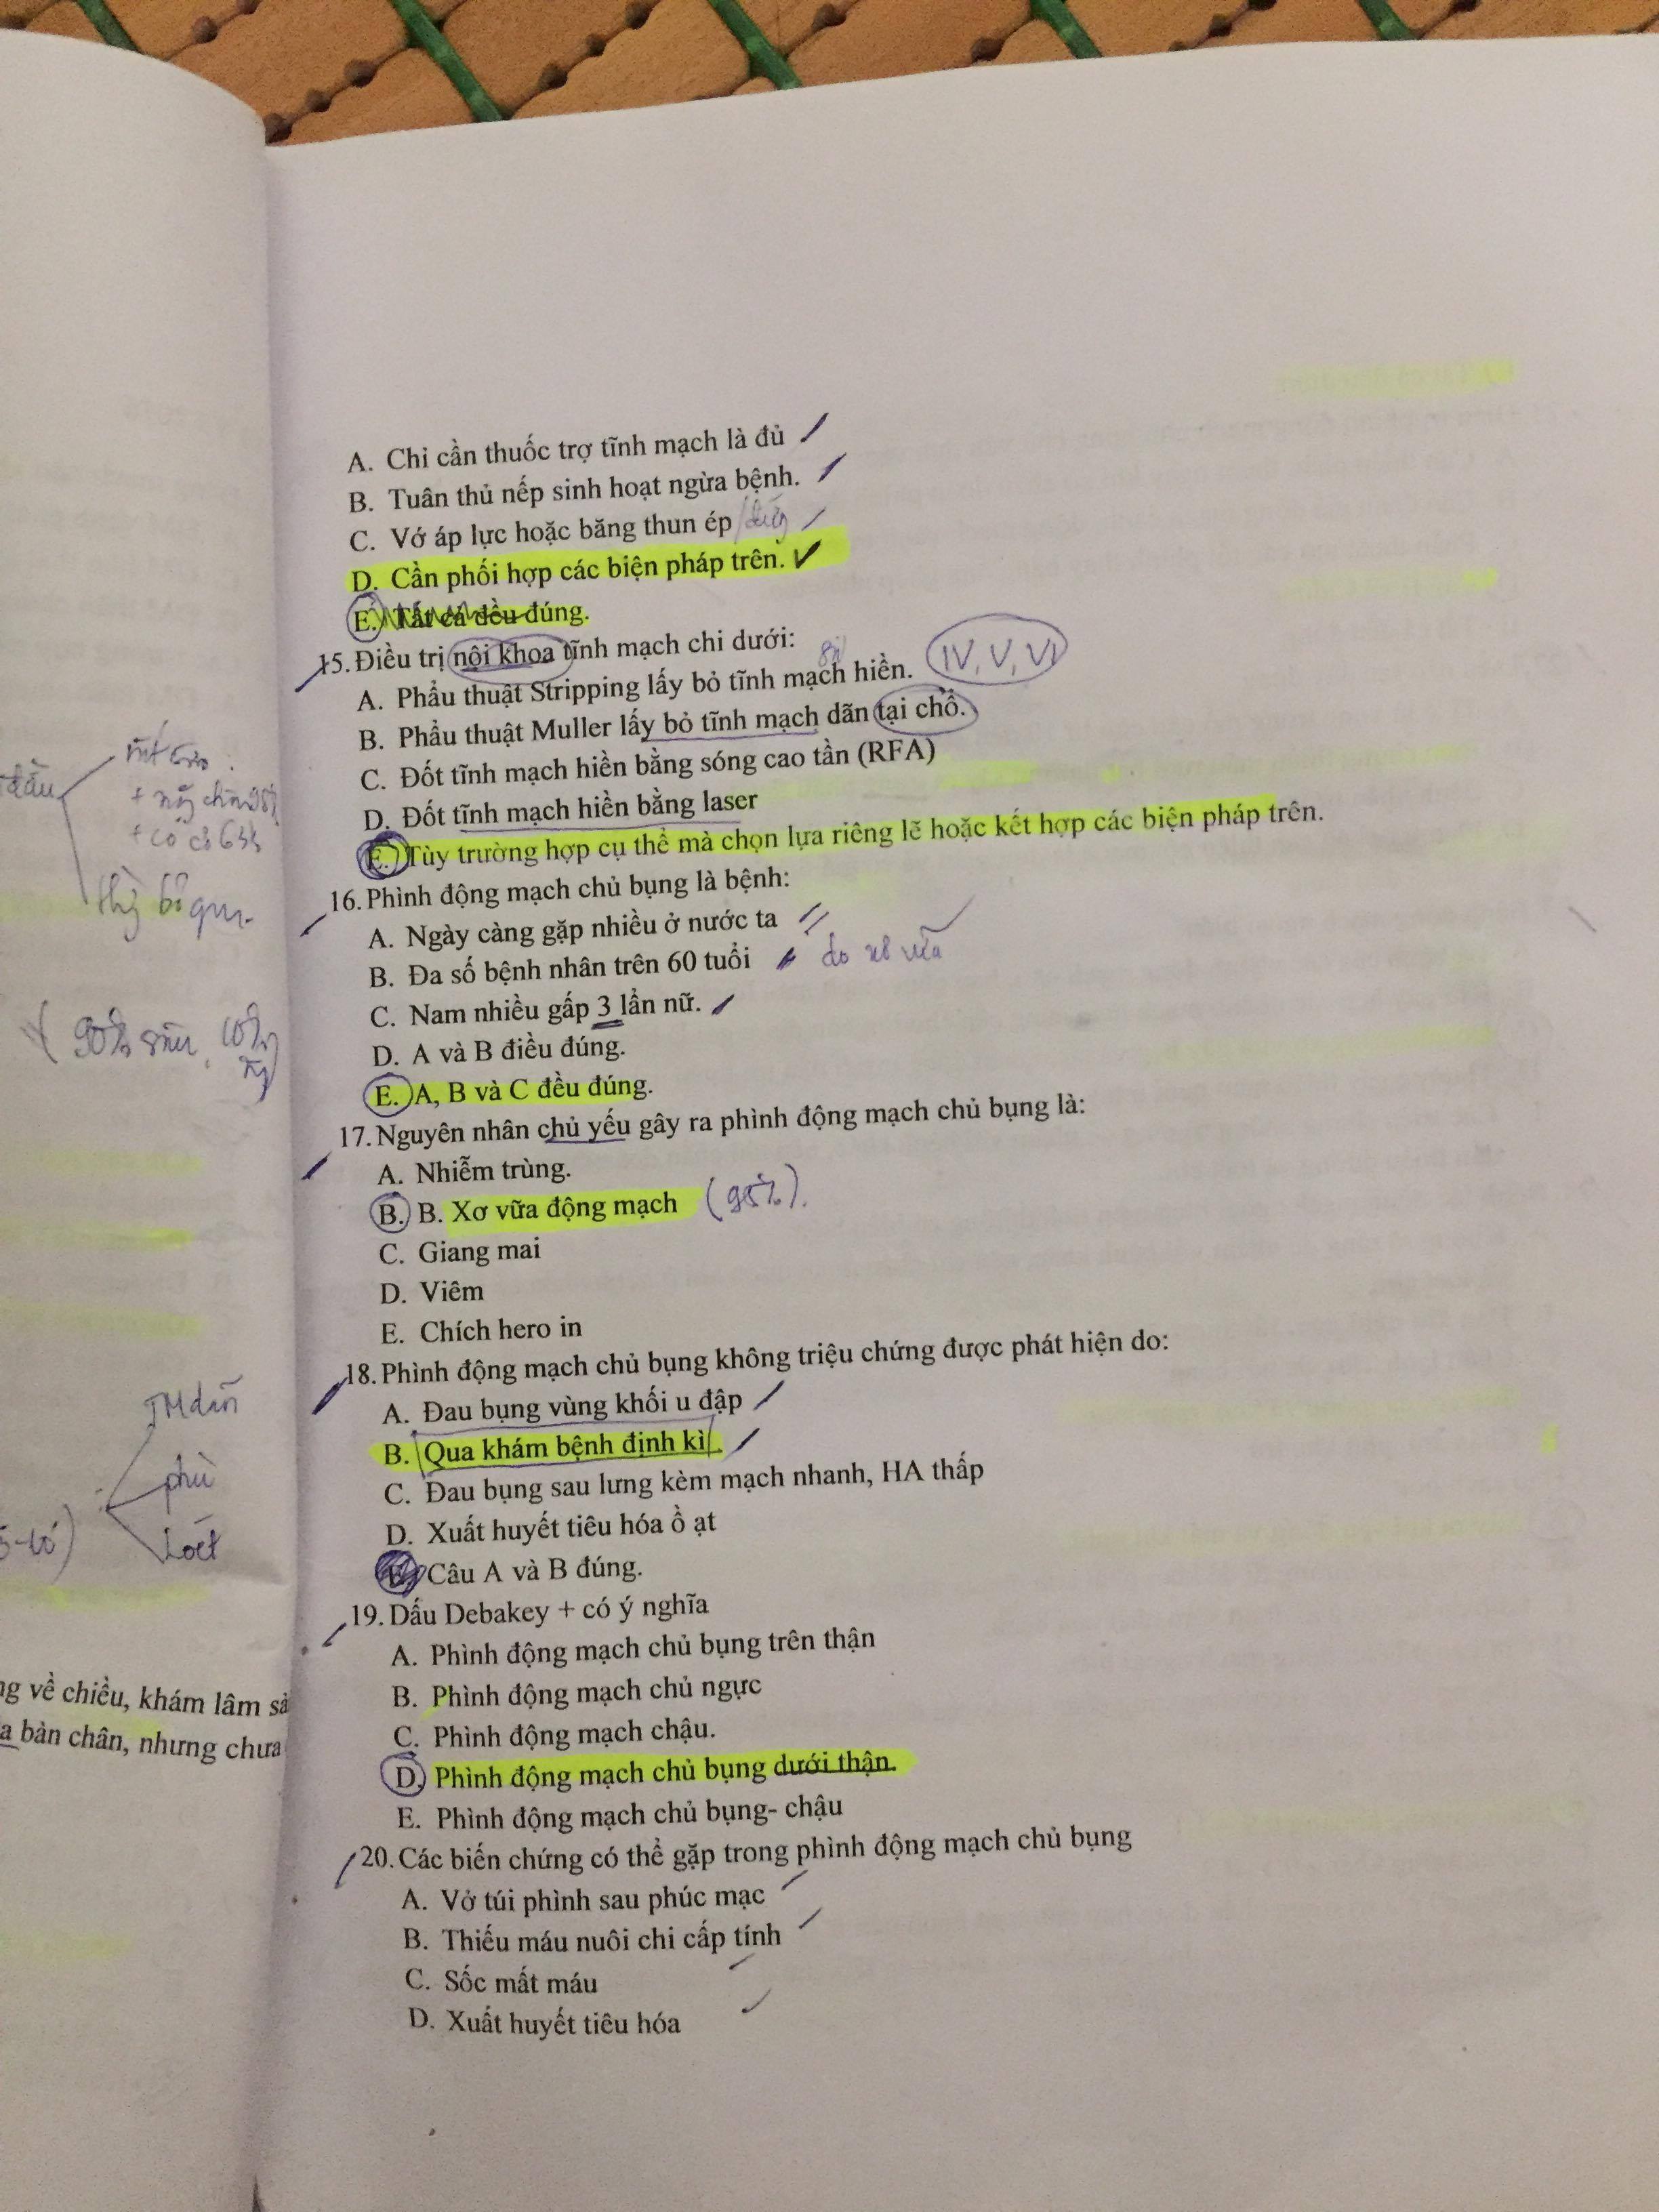 A. Chỉ cần thuốc trợ tĩnh mạch là đủ
B. Tuân thủ nếp sinh hoạt ngừa bệnh.
C. Vớ áp lực hoặc băng thun ép
D. Cần phối hợp các biện pháp trên.
E. Tất cả đều đúng.
15. Điều trị nội khoa tĩnh mạch chi dưới:
A. Phẩu thuật Stripping lấy bỏ tĩnh mạch hiền. IV, V, VI
B. Phẩu thuật Muller lấy bỏ tĩnh mạch dãn tại chỗ.
C. Đốt tĩnh mạch hiền bằng sóng cao tần (RFA)
D. Đốt tĩnh mạch hiền bằng laser
E. Tùy trường hợp cụ thể mà chọn lựa riêng lẽ hoặc kết hợp các biện pháp trên.
16. Phình động mạch chủ bụng là bệnh:
A. Ngày càng gặp nhiều ở nước ta
B. Đa số bệnh nhân trên 60 tuổi do xơ vữa
C. Nam nhiều gấp 3 lần nữ.
D. A và B điều đúng.
E. A, B và C đều đúng.
17. Nguyên nhân chủ yếu gây ra phình động mạch chủ bụng là:
A. Nhiễm trùng.
B. B. Xơ vữa động mạch (95%).
C. Giang mai
D. Viêm
E. Chích hero in
18. Phình động mạch chủ bụng không triệu chứng được phát hiện do:
A. Đau bụng vùng khối u đập
B. Qua khám bệnh định kì.
C. Đau bụng sau lưng kèm mạch nhanh, HA thấp
D. Xuất huyết tiêu hóa ồ ạt
E. Câu A và B đúng.
19. Dấu Debakey + có ý nghĩa
A. Phình động mạch chủ bụng trên thận
B. Phình động mạch chủ ngực
C. Phình động mạch chậu.
D. Phình động mạch chủ bụng dưới thận.
E. Phình động mạch chủ bụng- chậu
20. Các biến chứng có thể gặp trong phình động mạch chủ bụng
A. Vở túi phình sau phúc mạc
B. Thiếu máu nuôi chi cấp tính
C. Sốc mất máu
D. Xuất huyết tiêu hóa
TM dãn
phù
Loét
về chiều, khám lâm
bàn chân, nhưng chưa